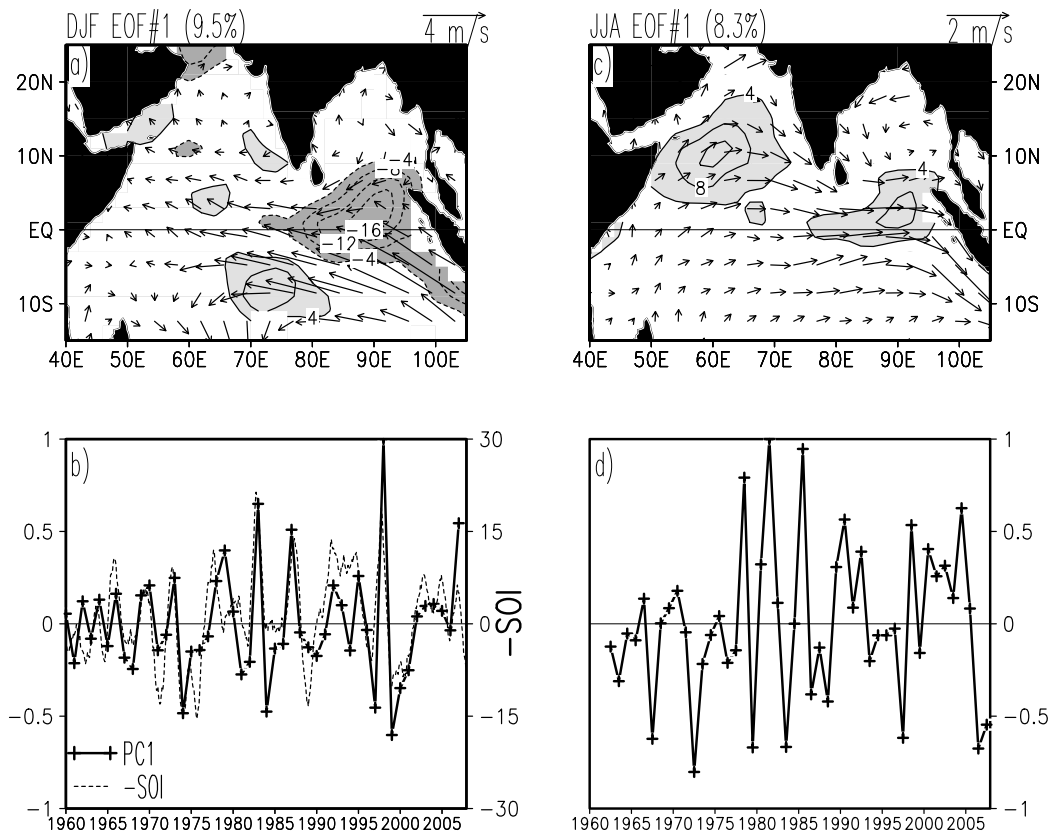 DJF EOF#1 (9.5%)
4 m/s
JJA EOF#1 (8.3%)
2 m/s
a)
c)
20N
20N
10N
10N
EQ
EQ
10S
10S
-4
-8
-16
-12
-4
4
4
8
4
40E 50E 60E 70E 80E 90E 100E
40E 50E 60E 70E 80E 90E 100E
b)
d)
1
0.5
0
-0.5
-1
30
15
0
-15
-30
-SOI
1
0.5
0
-0.5
-1
PC1
-SOI
1960 1965 1970 1975 1980 1985 1990 1995 2000 2005
1960 1965 1970 1975 1980 1985 1990 1995 2000 2005